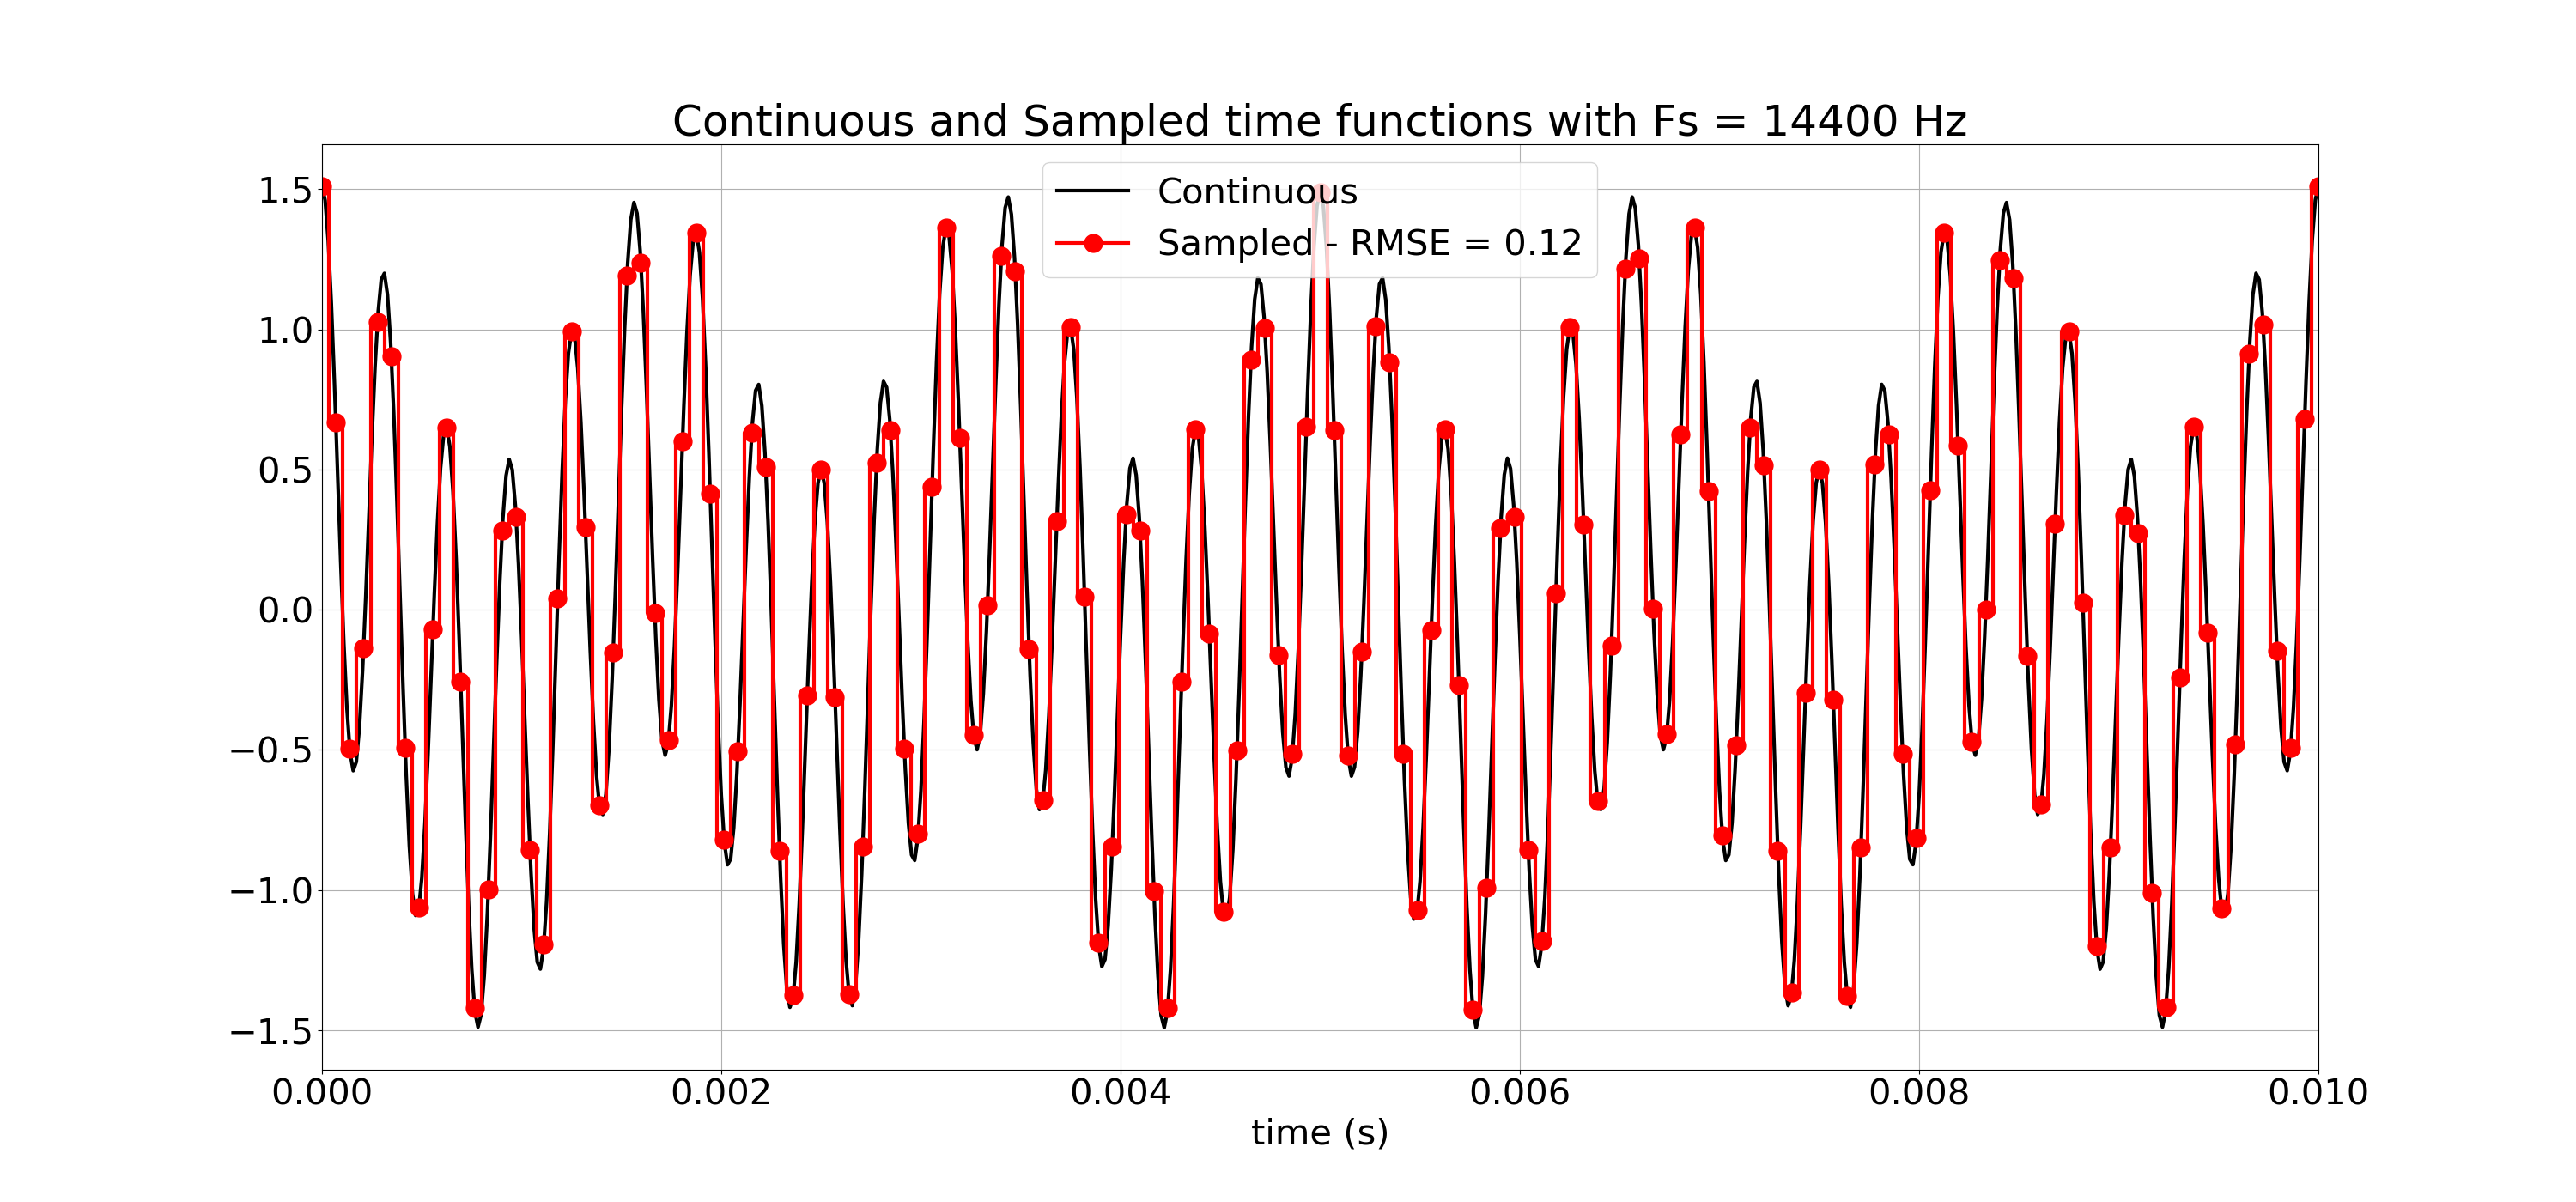 Continuous and Sampled time functions with Fs = 14400 Hz
Continuous
Sampled - RMSE = 0.12
1.5
1.0
0.5
0.0
−0.5
−1.0
−1.5
0.000 0.002 0.004 0.006 0.008 0.010
time (s)